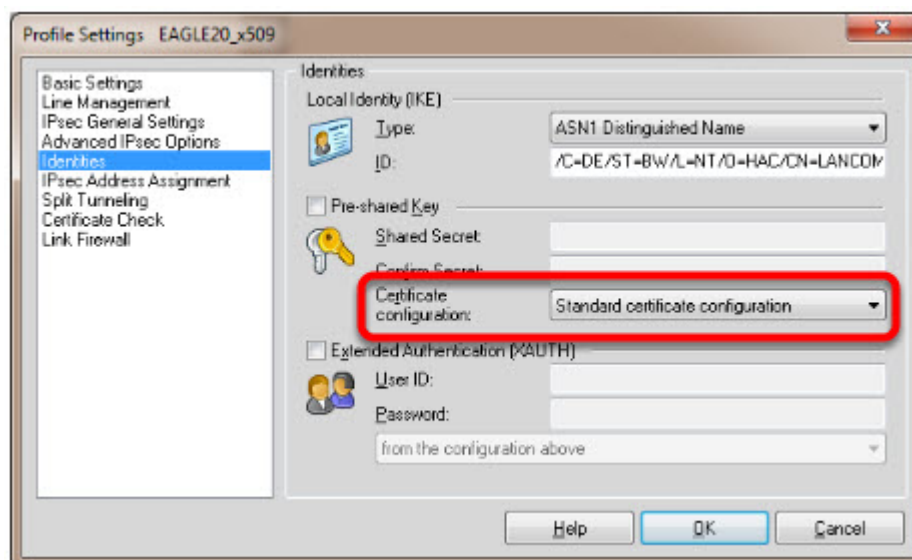 Profile Settings EAGLE20_x509
Basic Settings
Line Management
IPsec General Settings
Advanced IPsec Options
Identities
IPsec Address Assignment
Split Tunneling
Certificate Check
Link Firewall
Identities
Local Identity (IKE)
Type: ASN1 Distinguished Name
ID: /C=DE/ST=BW/L=NT/O=HAC/CN=LANCOM
Pre-shared Key
Shared Secret:
Confirm Secret:
Certificate configuration: Standard certificate configuration
Extended Authentication (XAUTH)
User ID:
Password:
from the configuration above
Help OK Cancel